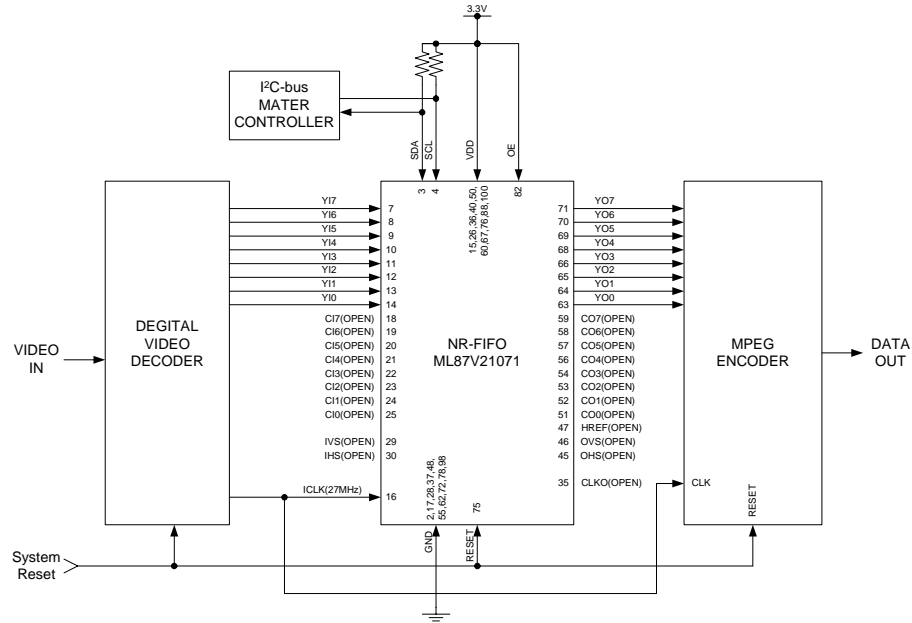 3.3V
I²C-bus
MATER
CONTROLLER
SDA
SCL
VDD
OE
3
4
15,26,36,40,50,
60,67,76,88,100
82
YI7
YI6
YI5
YI4
YI3
YI2
YI1
YI0
7
8
9
10
11
12
13
14
71
70
69
68
66
65
64
63
YO7
YO6
YO5
YO4
YO3
YO2
YO1
YO0
CI7(OPEN)
CI6(OPEN)
CI5(OPEN)
CI4(OPEN)
CI3(OPEN)
CI2(OPEN)
CI1(OPEN)
CI0(OPEN)
18
19
20
21
22
23
24
25
59
58
57
56
54
53
52
51
47
46
45
CO7(OPEN)
CO6(OPEN)
CO5(OPEN)
CO4(OPEN)
CO3(OPEN)
CO2(OPEN)
CO1(OPEN)
CO0(OPEN)
HREF(OPEN)
OVS(OPEN)
OHS(OPEN)
VIDEO
IN
DEGITAL
VIDEO
DECODER
NR-FIFO
ML87V21071
MPEG
ENCODER
DATA
OUT
IVS(OPEN)
IHS(OPEN)
29
30
ICLK(27MHz)
16
2,17,28,37,48,
55,62,72,78,98
75
35
CLKO(OPEN)
CLK
RESET
GND
RESET
System
Reset